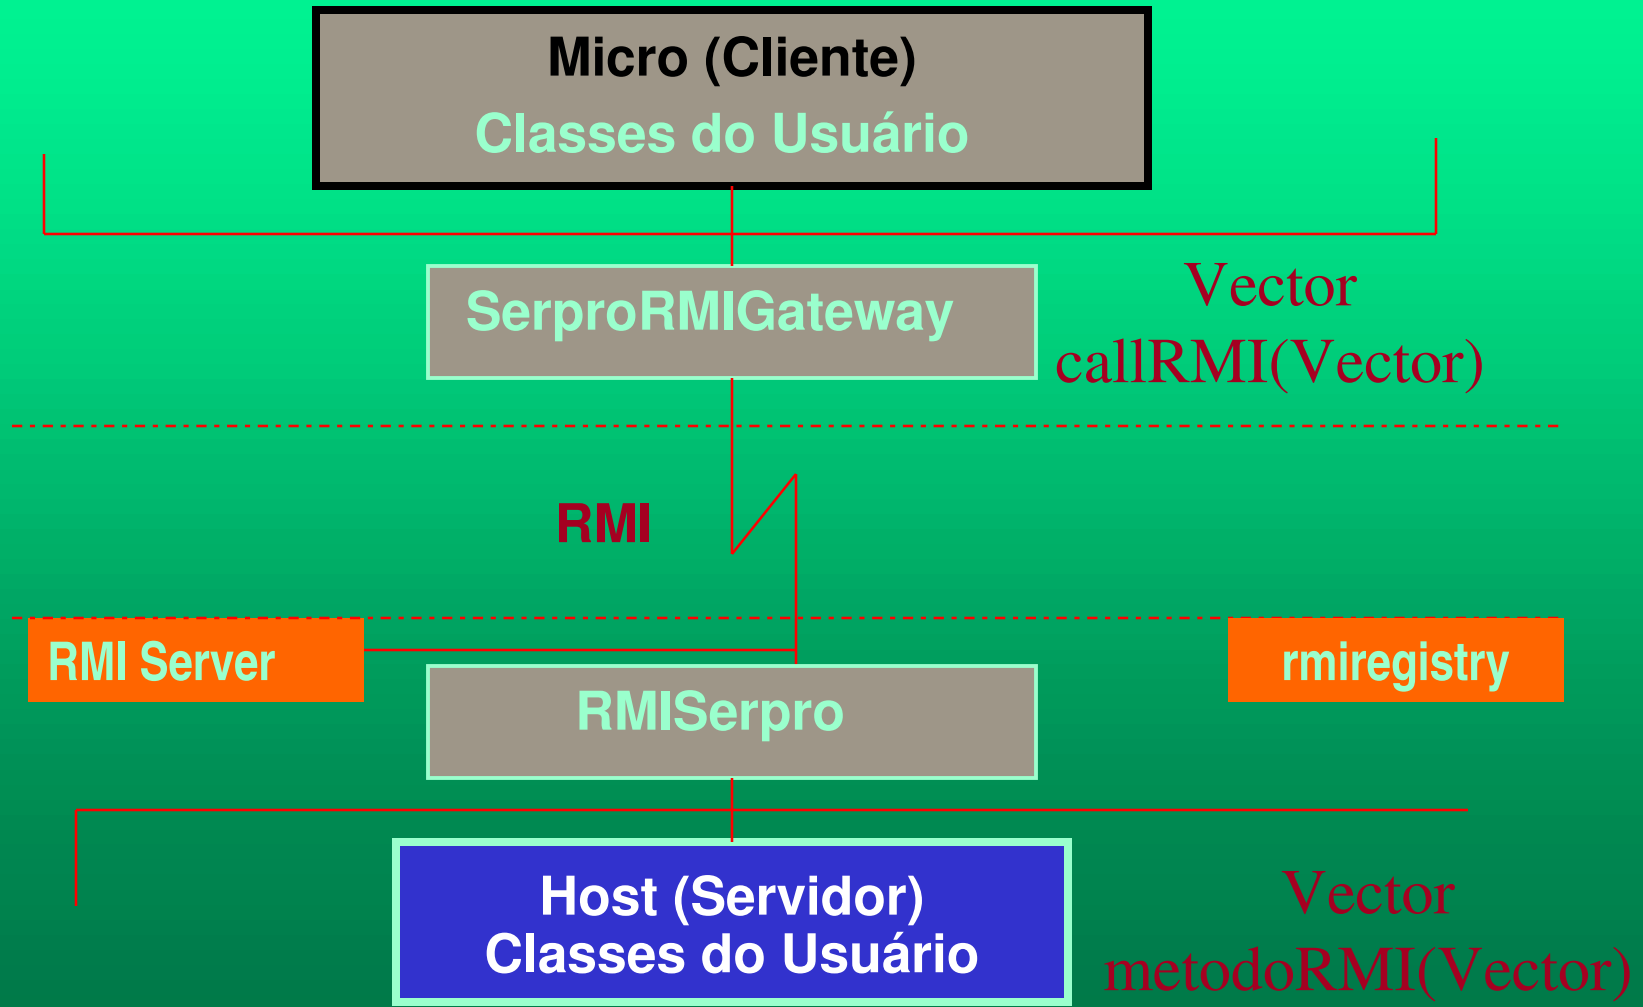 Micro (Cliente)
Classes do Usuário
SerproRMIGateway
Vector
callRMI(Vector)
RMI
RMI Server
rmiregistry
RMISerpro
Host (Servidor)
Classes do Usuário
Vector
metodoRMI(Vector)